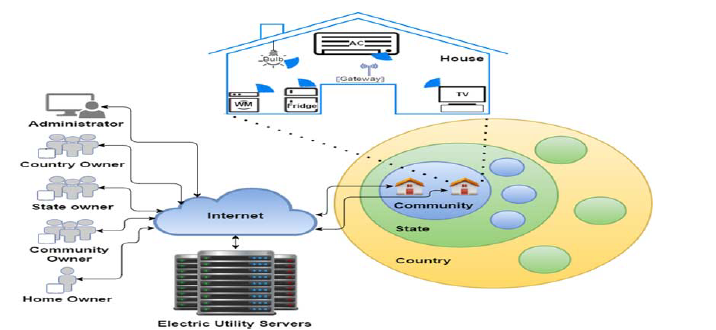 AC
Bulb
House
[Gateway]
WM
Fridge
TV
Administrator
Country Owner
State owner
Community
Owner
Home Owner
Internet
Electric Utility Servers
Community
State
Country